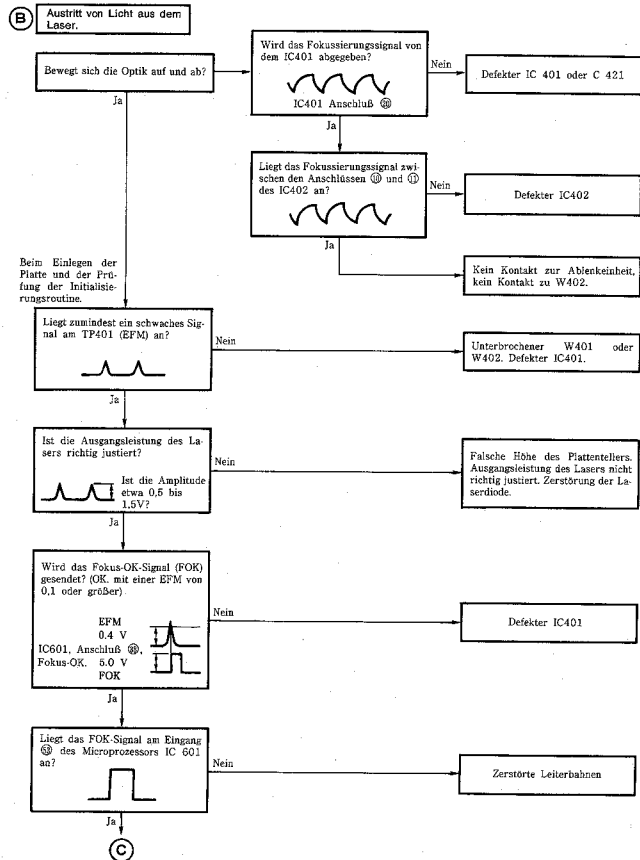 B
Austritt von Licht aus dem
Laser.
Bewegt sich die Optik auf und ab?
Ja
Wird das Fokussierungssignal von
dem IC401 abgegeben?
IC401 Anschluß
Nein
Defekter IC 401 oder C 421
Ja
Liegt das Fokussierungssignal zwi-
schen den Anschlüssen ⑩ und ⑪
des IC402 an?
Nein
Defekter IC402
Ja
Kein Kontakt zur Ablenkeinheit,
kein Kontakt zu W402.
Beim Einlegen der
Platte und der Prü-
fung der Initialisie-
rungsroutine.
Liegt zumindest ein schwaches Sig-
nal am TP401 (EFM) an?
Nein
Unterbrochener W401 oder
W402. Defekter IC401.
Ja
Ist die Ausgangsleistung des La-
sers richtig justiert?
Ist die Amplitude
etwa 0,5 bis
1,5V?
Nein
Falsche Höhe des Plattentellers.
Ausgangsleistung des Lasers nicht
richtig justiert. Zerstörung der La-
serdiode.
Ja
Wird das Fokus-OK-Signal (FOK)
gesendet? (OK. mit einer EFM von
0,1 oder größer)
EFM
0.4 V
IC601, Anschluß
Fokus-OK. 5.0 V
FOK
Nein
Defekter IC401
Ja
Liegt das FOK-Signal am Eingang
des Microprozessors IC 601
an?
Nein
Zerstörte Leiterbahnen
Ja
C